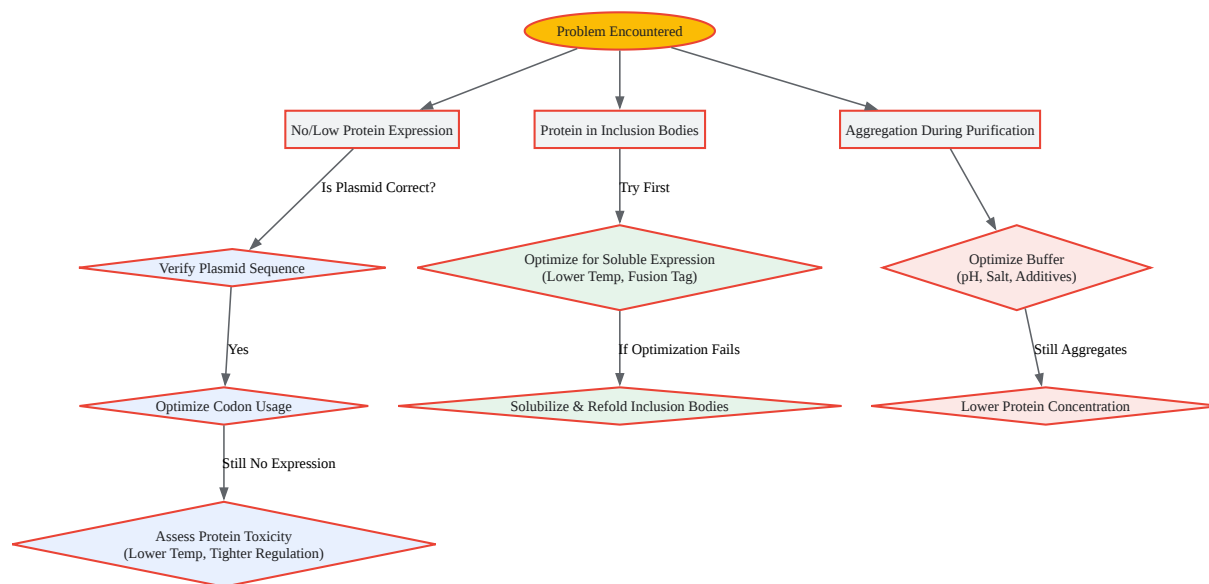 Problem Encountered
No/Low Protein Expression
Protein in Inclusion Bodies
Aggregation During Purification
Is Plasmid Correct?
Try First
Verify Plasmid Sequence
Optimize for Soluble Expression
(Lower Temp, Fusion Tag)
Optimize Buffer
(pH, Salt, Additives)
Yes
If Optimization Fails
Still Aggregates
Optimize Codon Usage
Solubilize & Refold Inclusion Bodies
Lower Protein Concentration
Still No Expression
Assess Protein Toxicity
(Lower Temp, Tighter Regulation)